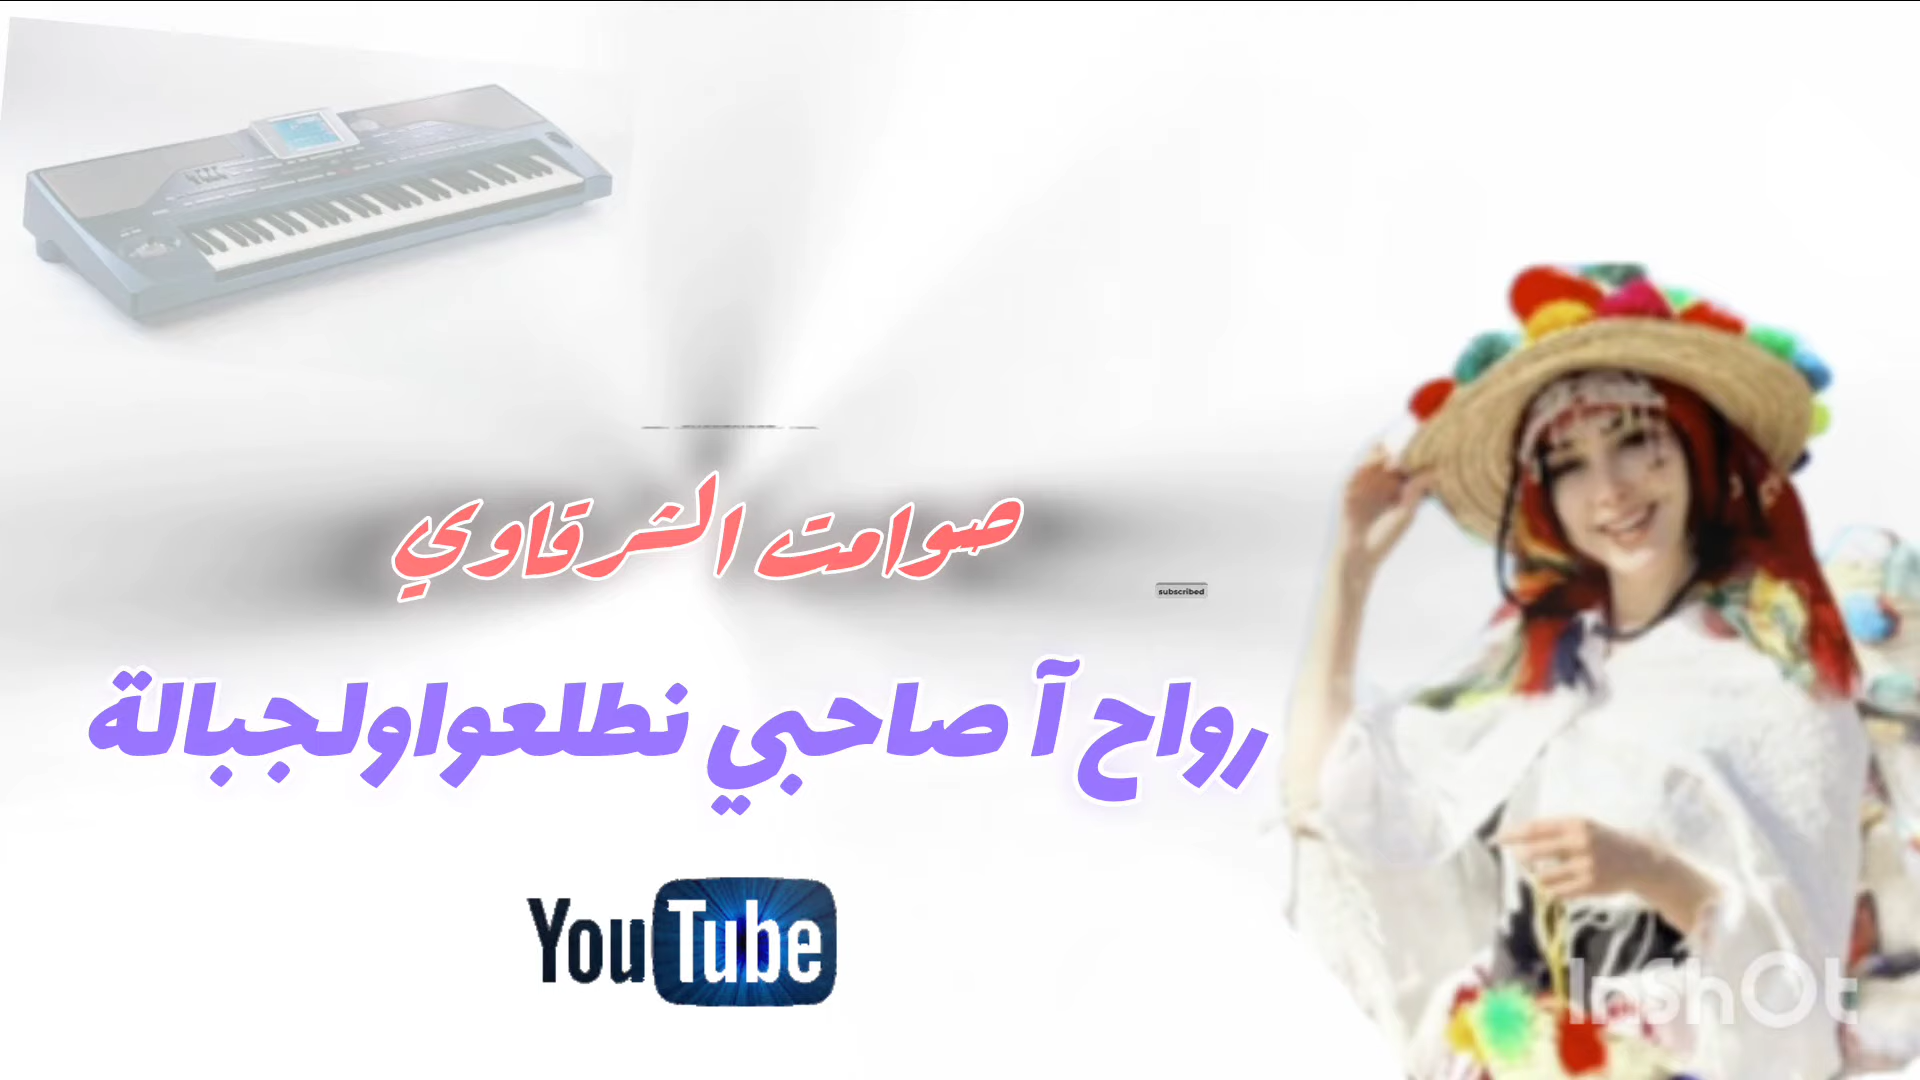 صوامت الشرقاوي
subscribed
رواح آ صاحبي نطلعواولجبالة
YouTube
InShOt